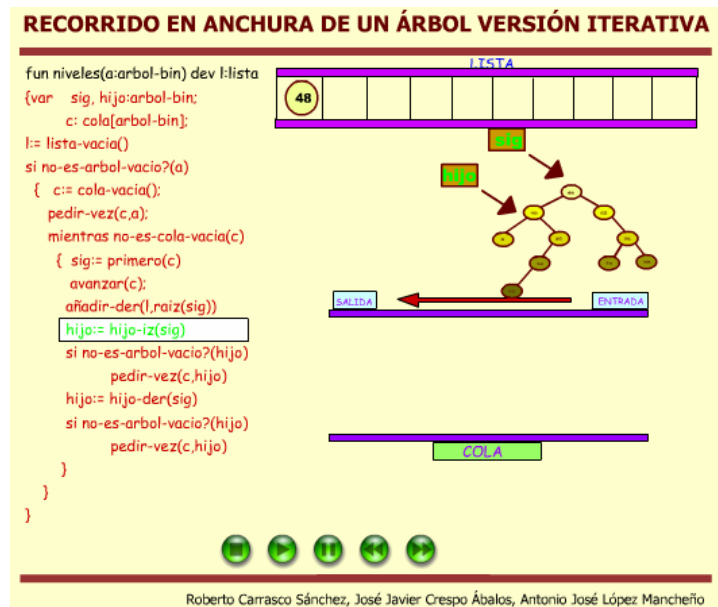 RECORRIDO EN ANCHURA DE UN ÁRBOL VERSIÓN ITERATIVA
fun niveles(a:arbol-bin) dev l:lista
{var sig, hijo:arbol-bin;
c: cola[arbol-bin];
l:= lista-vacia()
si no-es-arbol-vacio?(a)
{ c:= cola-vacia();
pedir-vez(c,a);
mientras no-es-cola-vacia(c)
{ sig:= primero(c)
avanzar(c);
añadir-der(l,raiz(sig))
hijo:= hijo-iz(sig)
si no-es-arbol-vacio?(hijo)
pedir-vez(c,hijo)
hijo:= hijo-der(sig)
si no-es-arbol-vacio?(hijo)
pedir-vez(c,hijo)
}
}
}
LISTA
48
sig
hijo
SALIDA
ENTRADA
COLA
Roberto Carrasco Sánchez, José Javier Crespo Ábalos, Antonio José López Mancheño